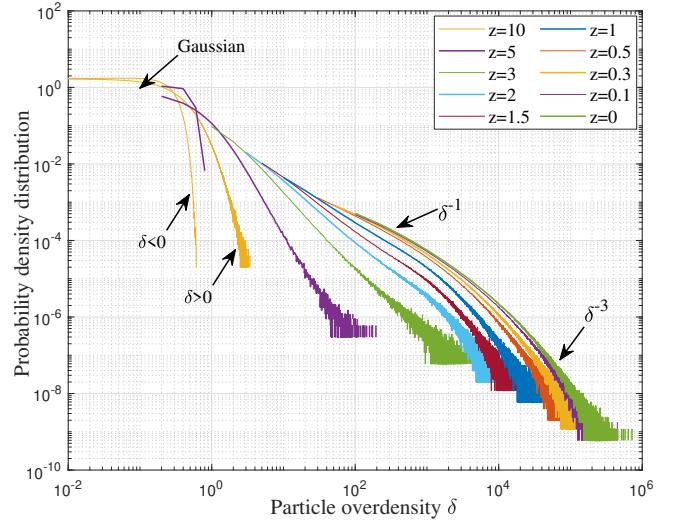 10^2
10^0
10^-2
10^-4
10^-6
10^-8
10^-10
Probability density distribution
Gaussian
δ<0
δ>0
δ^-1
δ^-3
z=10
z=5
z=3
z=2
z=1.5
z=1
z=0.5
z=0.3
z=0.1
z=0
10^-2
10^0
10^2
10^4
10^6
Particle overdensity δ